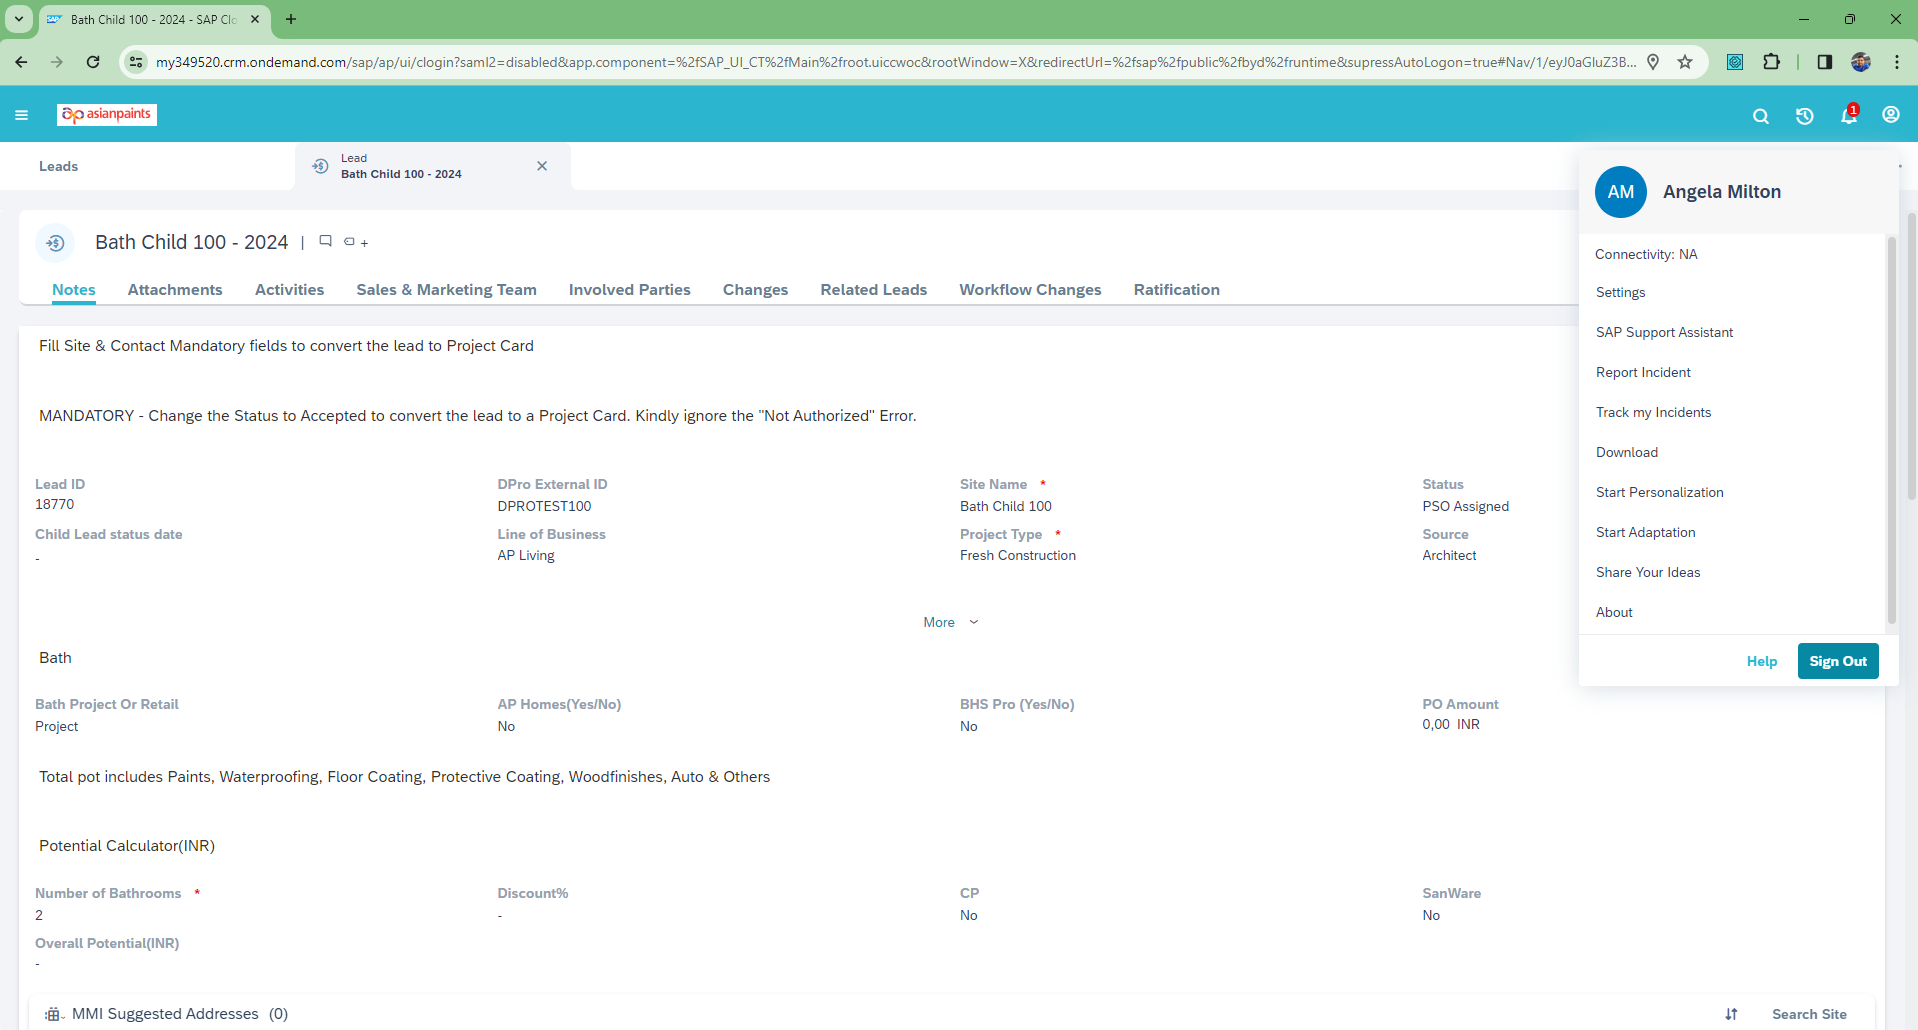 Bath Child 100 - 2024 - SAP Clo
my349520.crm.ondemand.com/sap/ap/ui/clogin?saml2=disabled&app.component=%2fSAP_UI_CT%2fMain%2froot.uiccwoc&rootWindow=X&redirectUrl=%2fsap%2fpublic%2fbyd%2fruntime&supressAutoLogon=true#Nav/1/eyJ0aGluZ3B...
asianpaints
1
Leads
Lead
Bath Child 100 - 2024
AM Angela Milton
Bath Child 100 - 2024 |
Notes Attachments Activities Sales & Marketing Team Involved Parties Changes Related Leads Workflow Changes Ratification
Connectivity: NA
Settings
SAP Support Assistant
Report Incident
Track my Incidents
Download
Start Personalization
Start Adaptation
Share Your Ideas
About
Help Sign Out
Fill Site & Contact Mandatory fields to convert the lead to Project Card
MANDATORY - Change the Status to Accepted to convert the lead to a Project Card. Kindly ignore the "Not Authorized" Error.
Lead ID DPro External ID Site Name * Status
18770 DPROTEST100 Bath Child 100 PSO Assigned
Child Lead status date Line of Business Project Type * Source
- AP Living Fresh Construction Architect
More
Bath
Bath Project Or Retail AP Homes(Yes/No) BHS Pro (Yes/No) PO Amount
Project No No 0,00 INR
Total pot includes Paints, Waterproofing, Floor Coating, Protective Coating, Woodfinishes, Auto & Others
Potential Calculator(INR)
Number of Bathrooms * Discount% CP SanWare
2 - No No
Overall Potential(INR)
-
MMI Suggested Addresses (0) Search Site